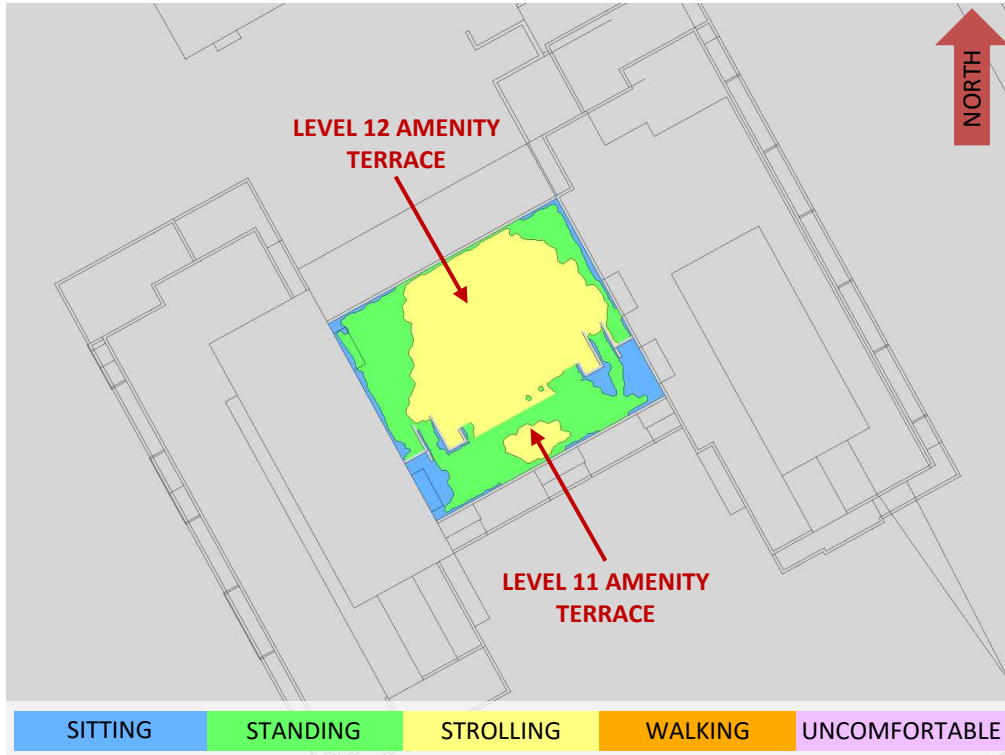 NORTH
LEVEL 12 AMENITY
TERRACE
LEVEL 11 AMENITY
TERRACE
SITTING STANDING STROLLING WALKING UNCOMFORTABLE